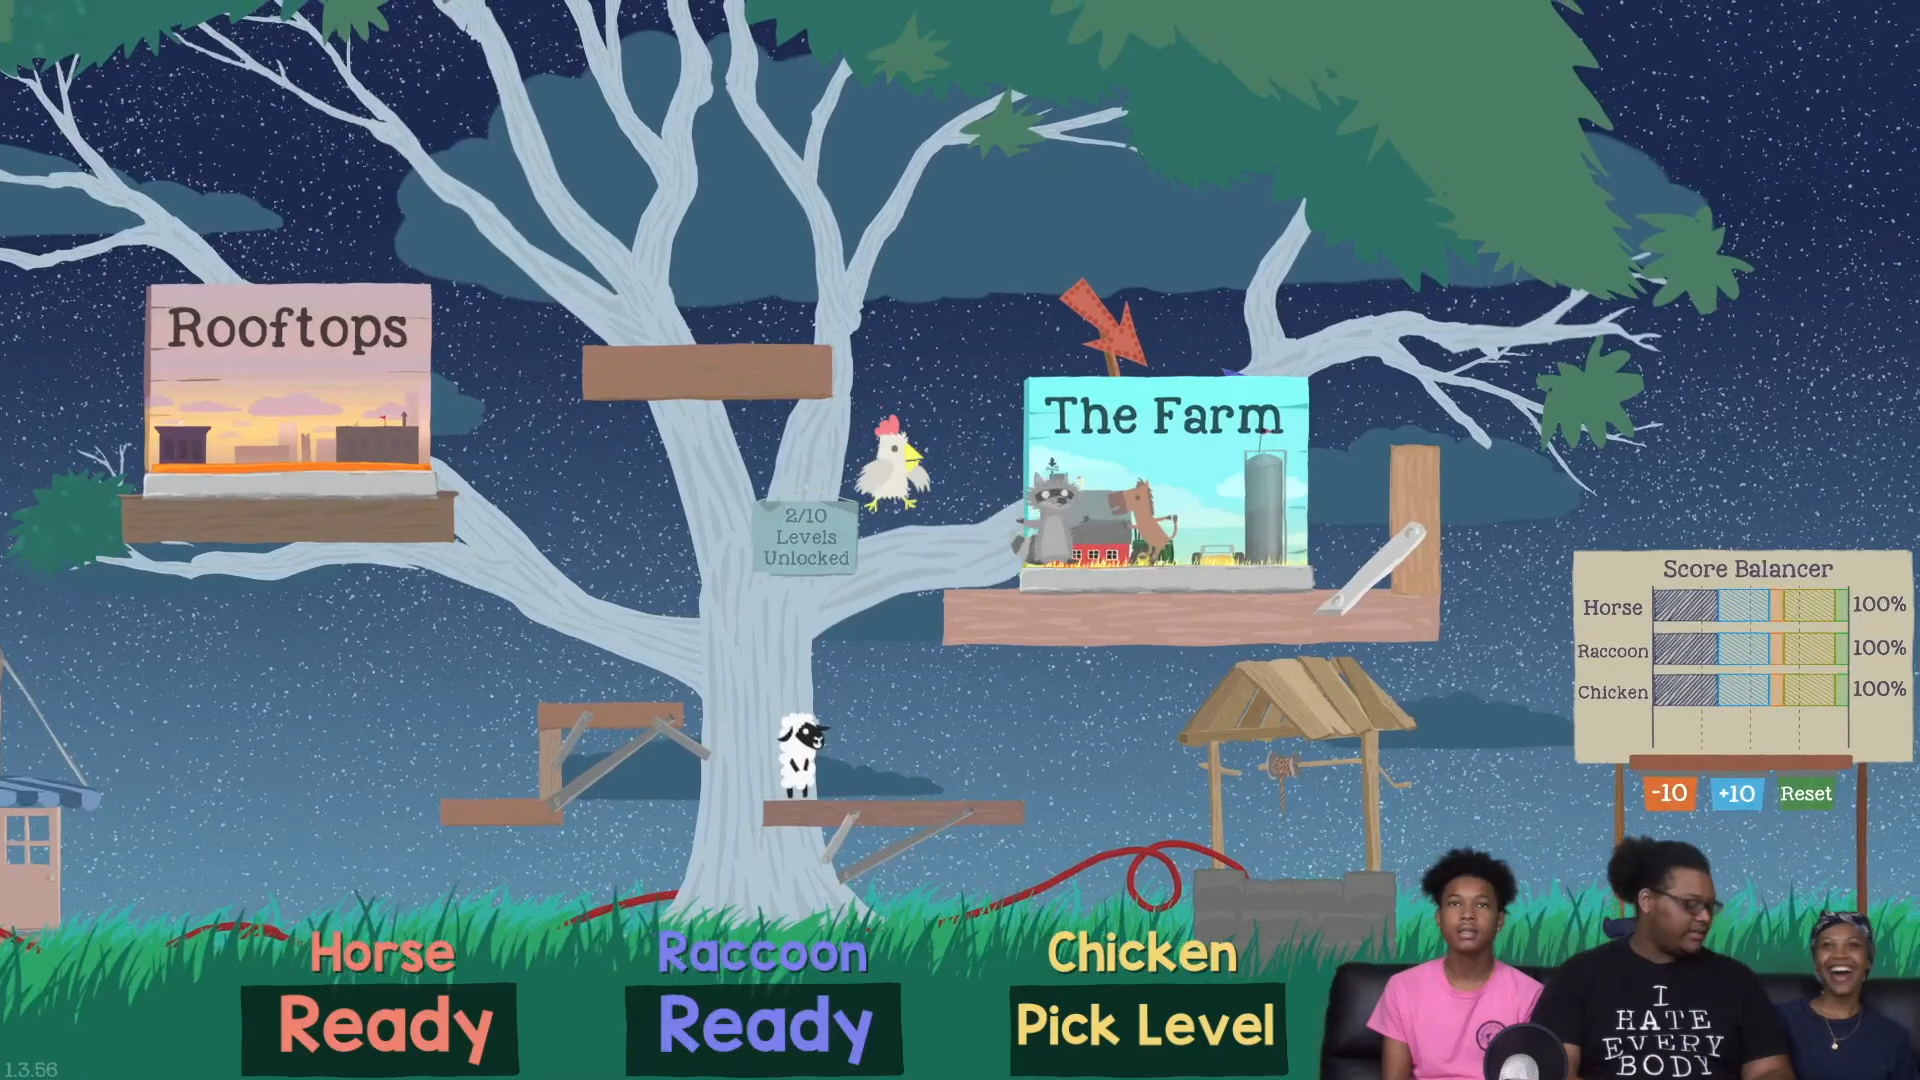 Rooftops
The Farm
2/10
Levels
Unlocked
Score Balancer
Horse 100%
Raccoon 100%
Chicken 100%
-10 +10 Reset
Horse
Ready
Raccoon
Ready
Chicken
Pick Level
I
HATE
EVERY
BODY
1.3.56